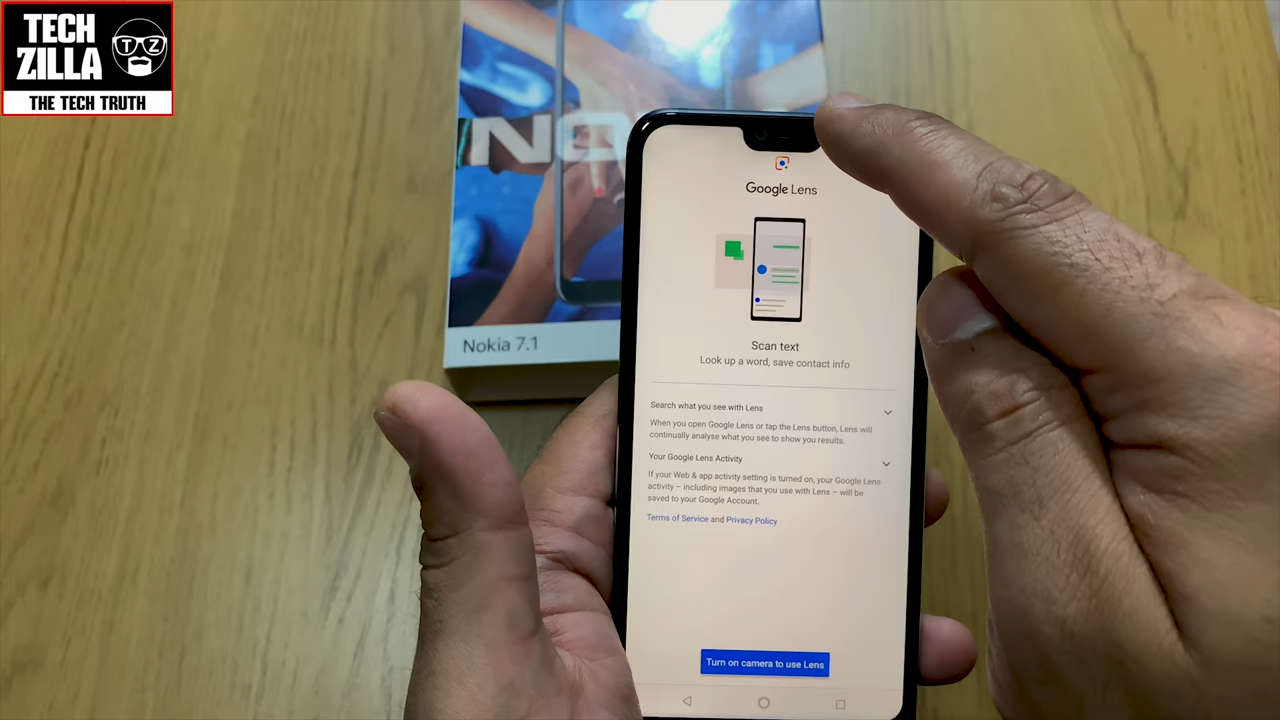 TECH
ZILLA
TZ
THE TECH TRUTH
NO
Nokia 7.1
Google Lens
Scan text
Look up a word, save contact info
Search what you see with Lens
When you open Google Lens or tap the Lens button, Lens will
continually analyse what you see to show you results.
Your Google Lens Activity
If your Web & app activity setting is turned on, your Google Lens
activity – including images that you use with Lens – will be
saved to your Google Account.
Terms of Service and Privacy Policy
Turn on camera to use Lens